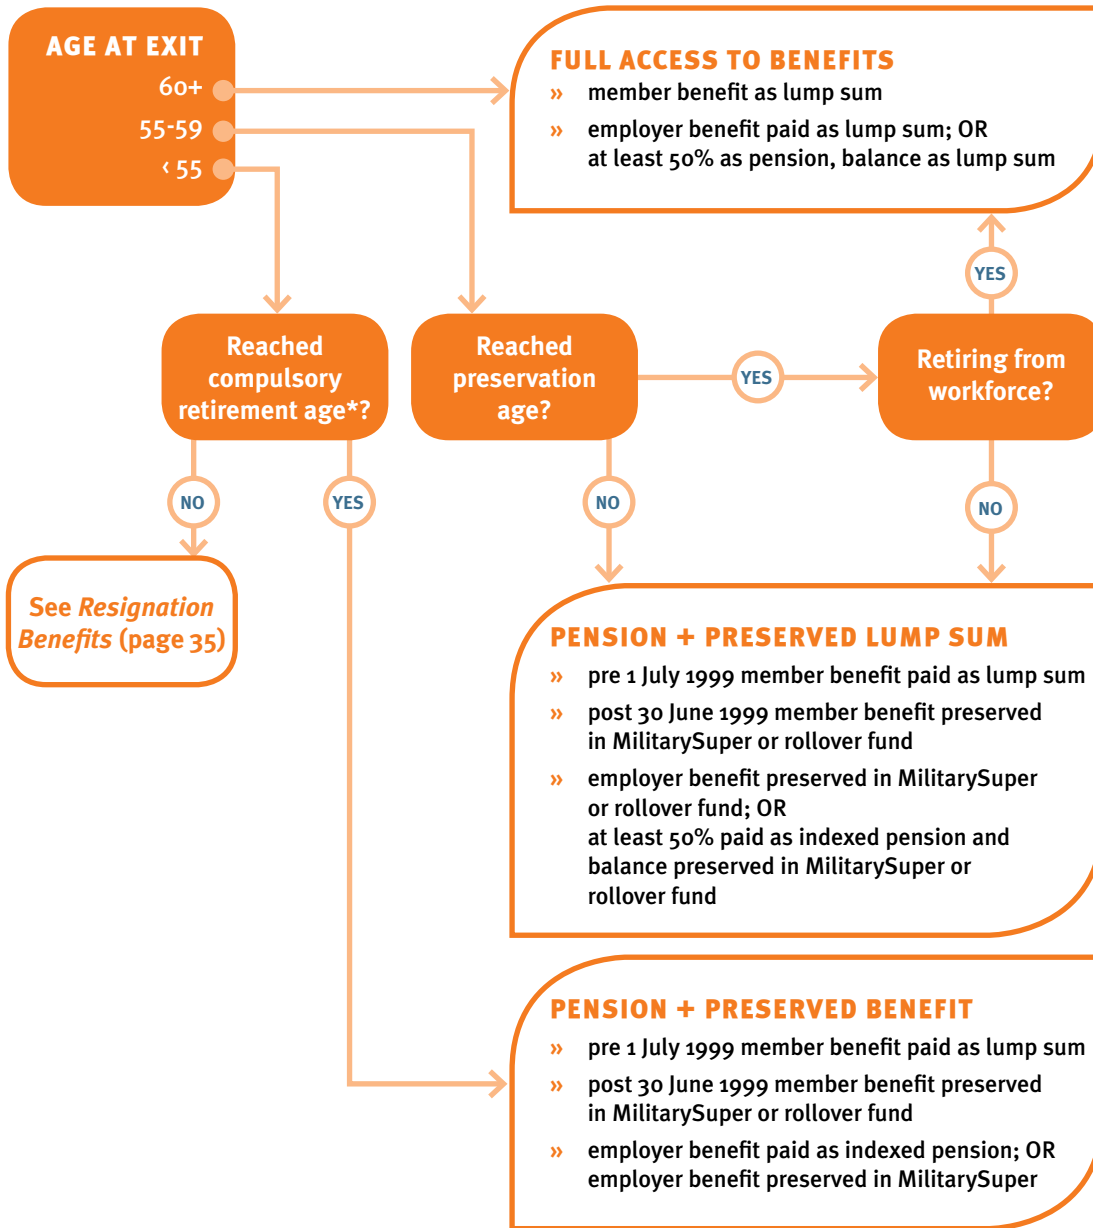 AGE AT EXIT
60+
55-59
‹ 55
FULL ACCESS TO BENEFITS
» member benefit as lump sum
» employer benefit paid as lump sum; OR
at least 50% as pension, balance as lump sum
YES
Reached
compulsory
retirement age*?
Reached
preservation
age?
YES
Retiring from
workforce?
NO
YES
NO
NO
See Resignation
Benefits (page 35)
PENSION + PRESERVED LUMP SUM
» pre 1 July 1999 member benefit paid as lump sum
» post 30 June 1999 member benefit preserved
in MilitarySuper or rollover fund
» employer benefit preserved in MilitarySuper
or rollover fund; OR
at least 50% paid as indexed pension and
balance preserved in MilitarySuper or
rollover fund
PENSION + PRESERVED BENEFIT
» pre 1 July 1999 member benefit paid as lump sum
» post 30 June 1999 member benefit preserved
in MilitarySuper or rollover fund
» employer benefit paid as indexed pension; OR
employer benefit preserved in MilitarySuper